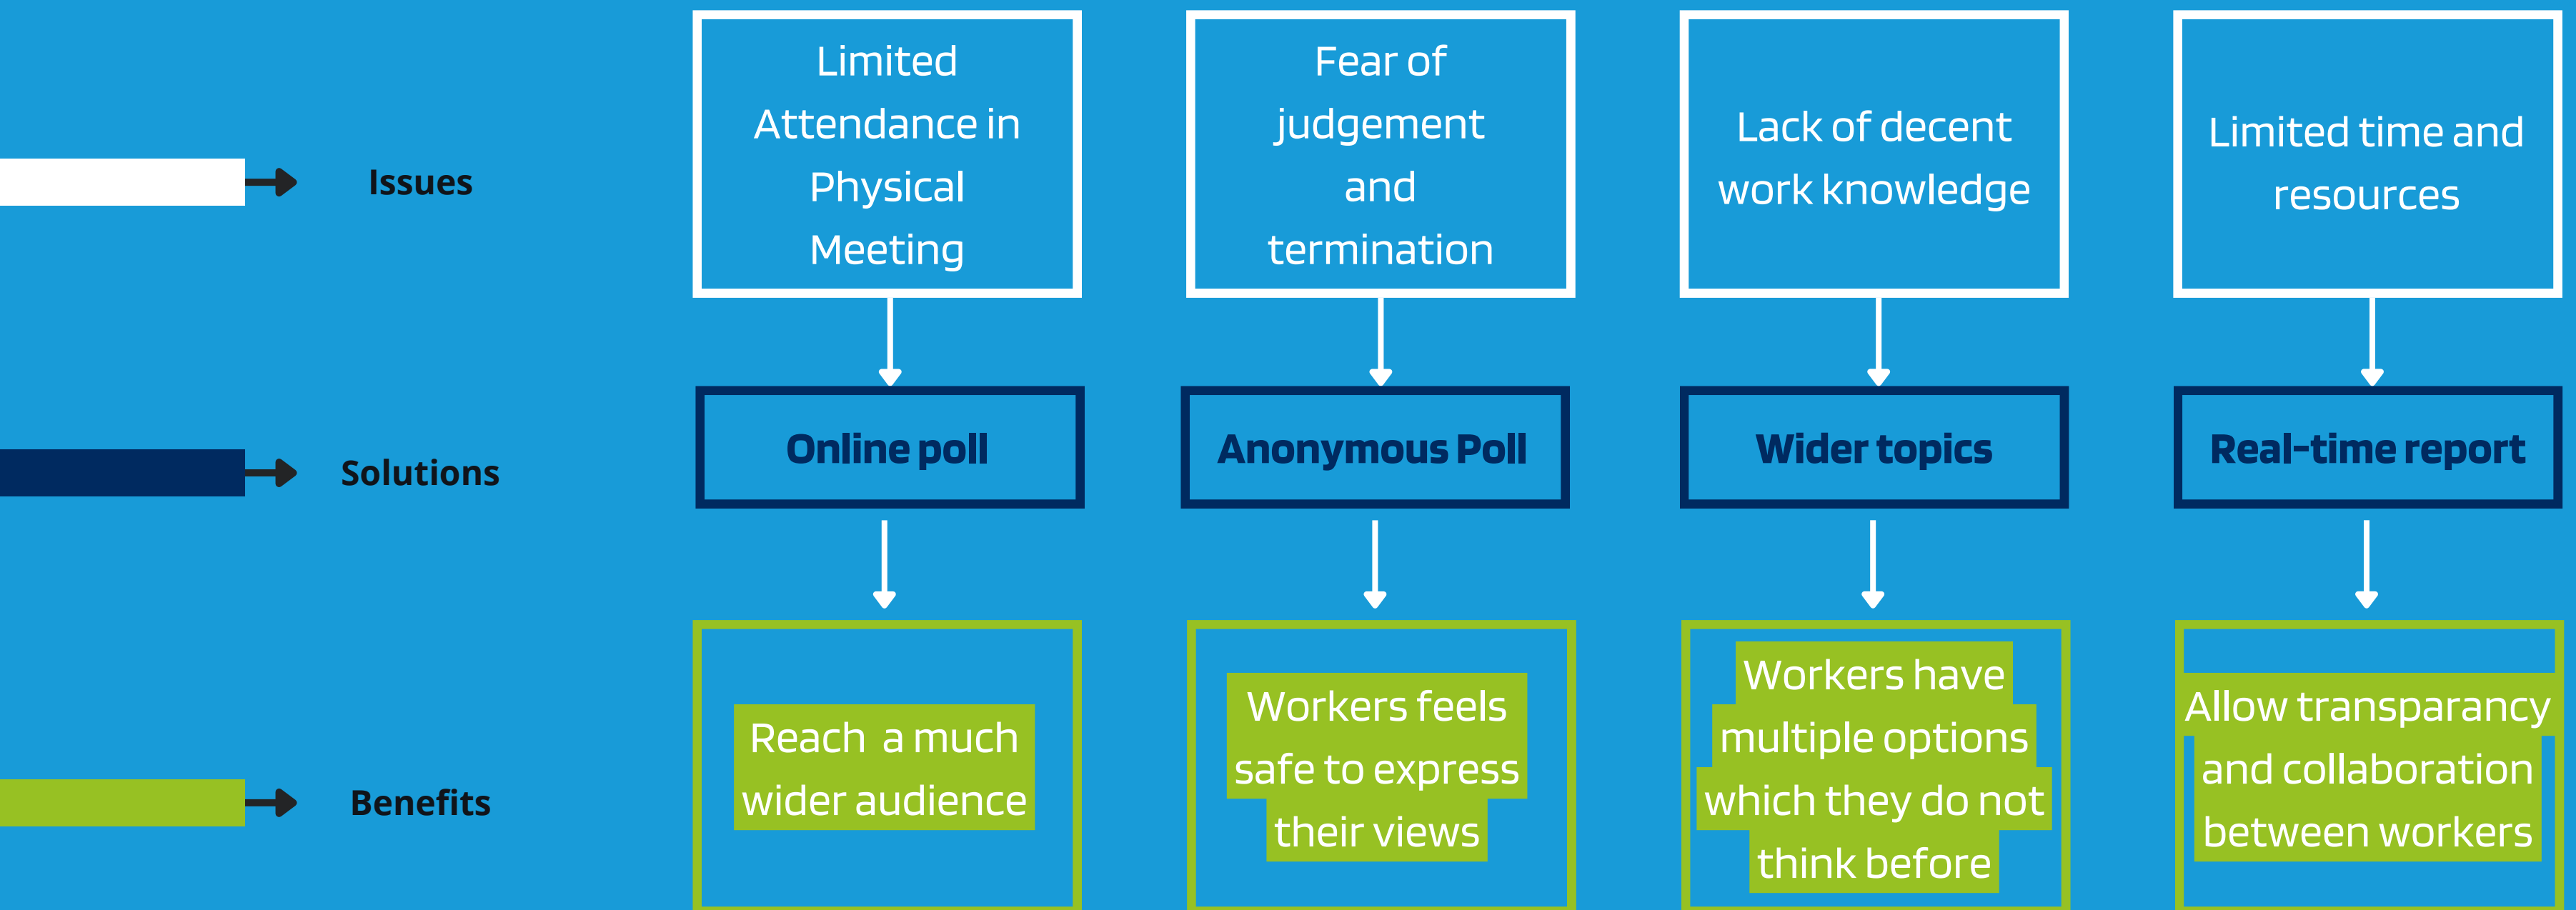 Issues
Limited
Attendance in
Physical
Meeting
Fear of
judgement
and
termination
Lack of decent
work knowledge
Limited time and
resources
Solutions
Online poll
Anonymous Poll
Wider topics
Real-time report
Benefits
Reach a much
wider audience
Workers feels
safe to express
their views
Workers have
multiple options
which they do not
think before
Allow transparancy
and collaboration
between workers